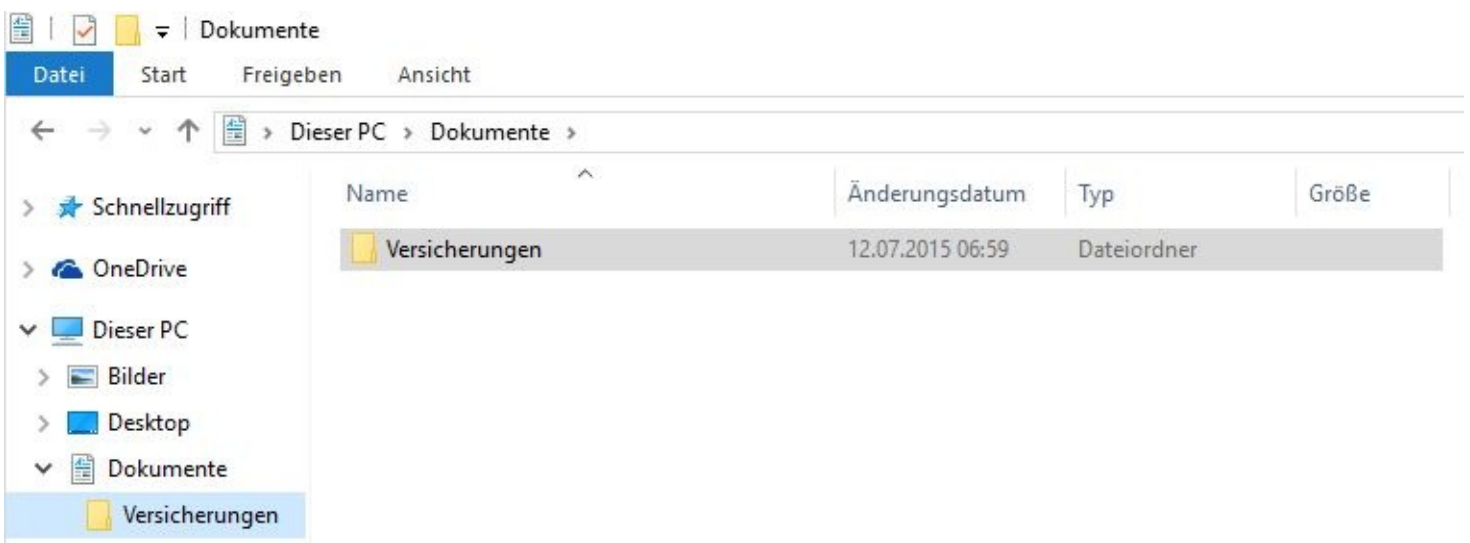 Dokumente
Datei Start Freigeben Ansicht
Dieser PC Dokumente
Schnellzugriff
OneDrive
Dieser PC
Bilder
Desktop
Dokumente
Versicherungen
Name Änderungsdatum Typ Größe
Versicherungen 12.07.2015 06:59 Dateiordner